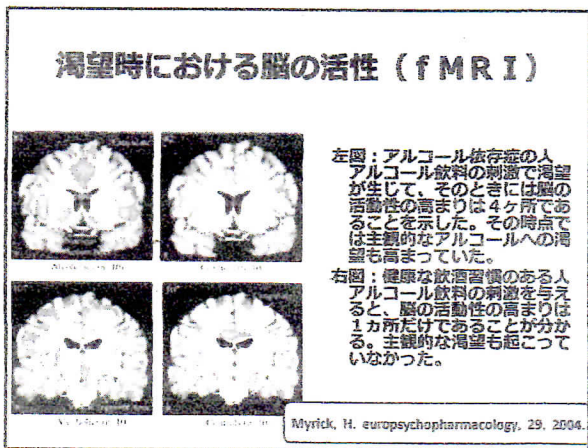 渇望時における脳の活性（ｆＭＲＩ）
左図：アルコール依存症の人
アルコール飲料の刺激で渇望
が生じて、そのときには脳の
活動性の高まりは４ヶ所であ
ることを示した。その時点で
は主観的なアルコールへの渇
望も高まっていた。
右図：健康な飲酒習慣のある人
アルコール飲料の刺激を与え
ると、脳の活動性の高まりは
１ヵ所だけであることが分か
る。主観的な渇望も起こって
いなかった。
Myrick, H. europsychopharmacology, 29. 2004